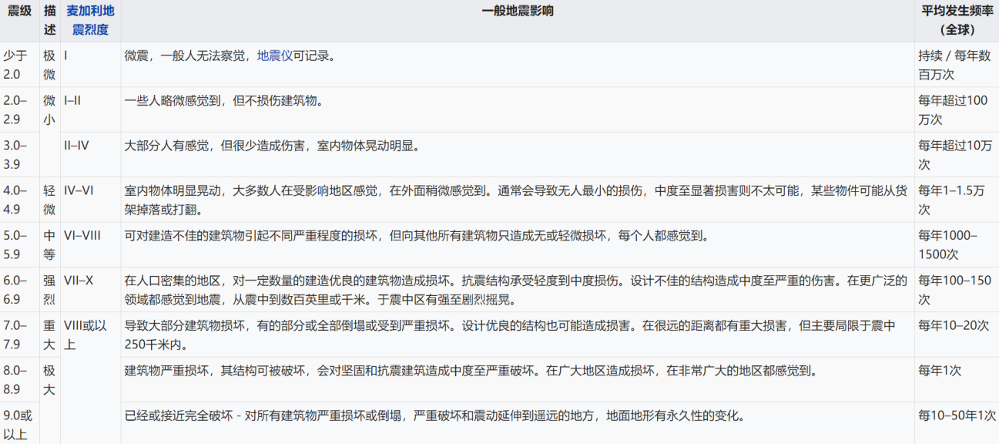 震级 描 麦加利地 一般地震影响 平均发生频率
述 震烈度 （全球）
少于 极 I 微震，一般人无法察觉，地震仪可记录。 持续 / 每年数
2.0 微 百万次
2.0– 微 I–II 一些人略微感觉到，但不损伤建筑物。 每年超过100
2.9 小 万次
3.0– II–IV 大部分人有感觉，但很少造成伤害，室内物体晃动明显。 每年超过10万
3.9 次
4.0– 轻 IV–VI 室内物体明显晃动，大多数人在受影响地区感觉，在外面稍微感觉到。通常会导致无人最小的损伤，中度至显著损害则不太可能，某些物件可能从货 每年1–1.5万
4.9 微 架掉落或打翻。 次
5.0– 中 VI–VIII 可对建造不佳的建筑物引起不同严重程度的损坏，但向其他所有建筑物只造成无或轻微损坏，每个人都感觉到。 每年1000–
5.9 等 1500次
6.0– 强 VII–X 在人口密集的地区，对一定数量的建造优良的建筑物造成损坏。抗震结构承受轻度到中度损伤。设计不佳的结构造成中度至严重的伤害。在更广泛的 每年100–150
6.9 烈 领域都感觉到地震，从震中到数百英里或千米。于震中区有强至剧烈摇晃。 次
7.0– 重 VIII或以 导致大部分建筑物损坏，有的部分或全部倒塌或受到严重损坏。设计优良的结构也可能造成损害。在很远的距离都有重大损害，但主要局限于震中 每年10–20次
7.9 大 上 250千米内。
8.0– 极 建筑物严重损坏，其结构可被破坏，会对坚固和抗震建筑造成中度至严重破坏。在广大地区造成损坏，在非常广大的地区都感觉到。 每年1次
8.9 大
9.0或 已经或接近完全破坏 - 对所有建筑物严重损坏或倒塌，严重破坏和震动延伸到遥远的地方，地面地形有永久性的变化。 每10–50年1次
以上